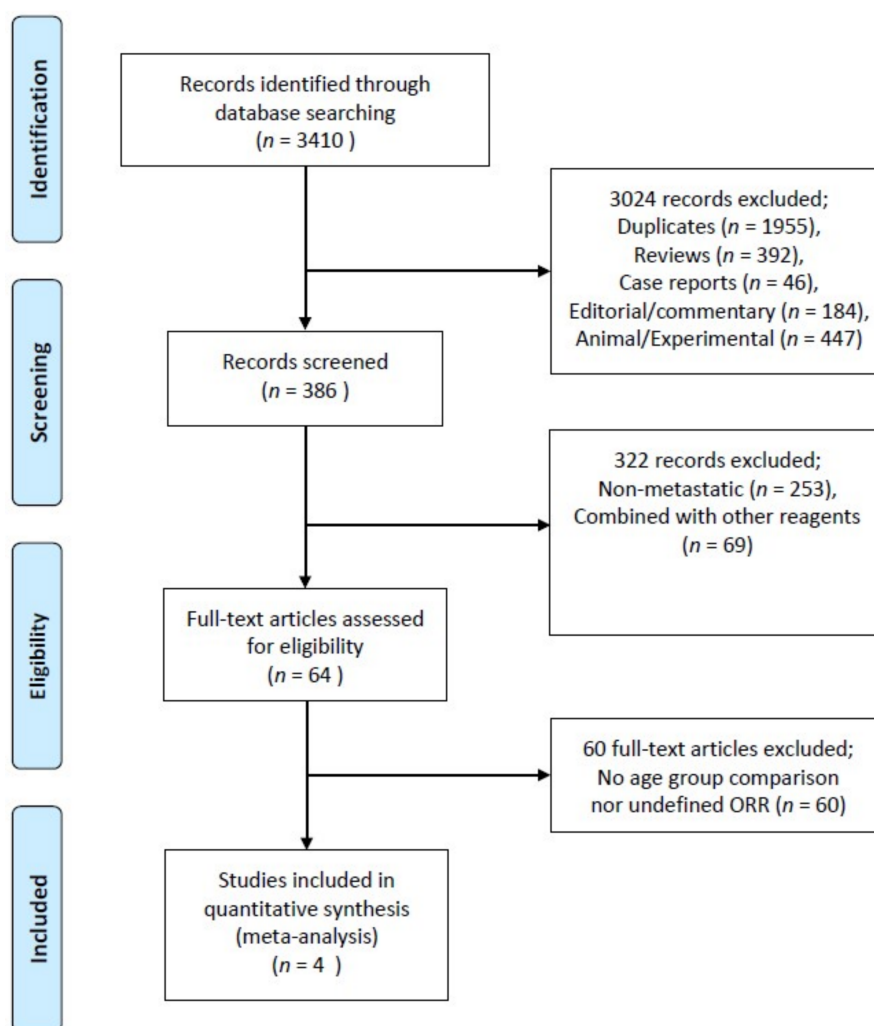 Identification
Records identified through
database searching
(n = 3410 )
3024 records excluded;
Duplicates (n = 1955),
Reviews (n = 392),
Case reports (n = 46),
Editorial/commentary (n = 184),
Animal/Experimental (n = 447)
Screening
Records screened
(n = 386 )
322 records excluded;
Non-metastatic (n = 253),
Combined with other reagents
(n = 69)
Eligibility
Full-text articles assessed
for eligibility
(n = 64 )
60 full-text articles excluded;
No age group comparison
nor undefined ORR (n = 60)
Included
Studies included in
quantitative synthesis
(meta-analysis)
(n = 4 )